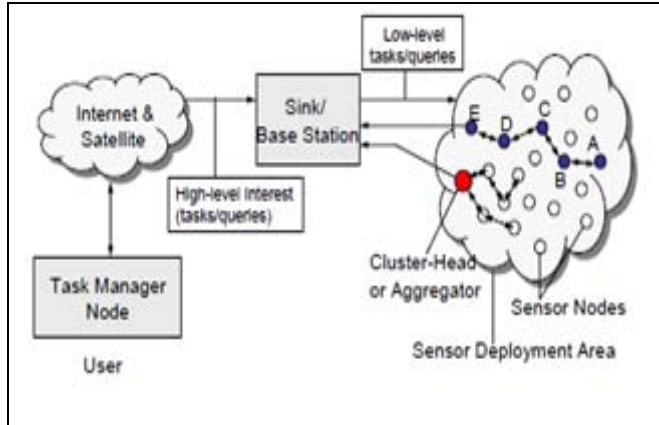 Low-level
tasks/queries
Internet &
Satellite
Sink/
Base Station
E
D
C
A
B
High-level Interest
(tasks/queries)
Task Manager
Node
Cluster-Head
or Aggregator
Sensor Nodes
Sensor Deployment Area
User